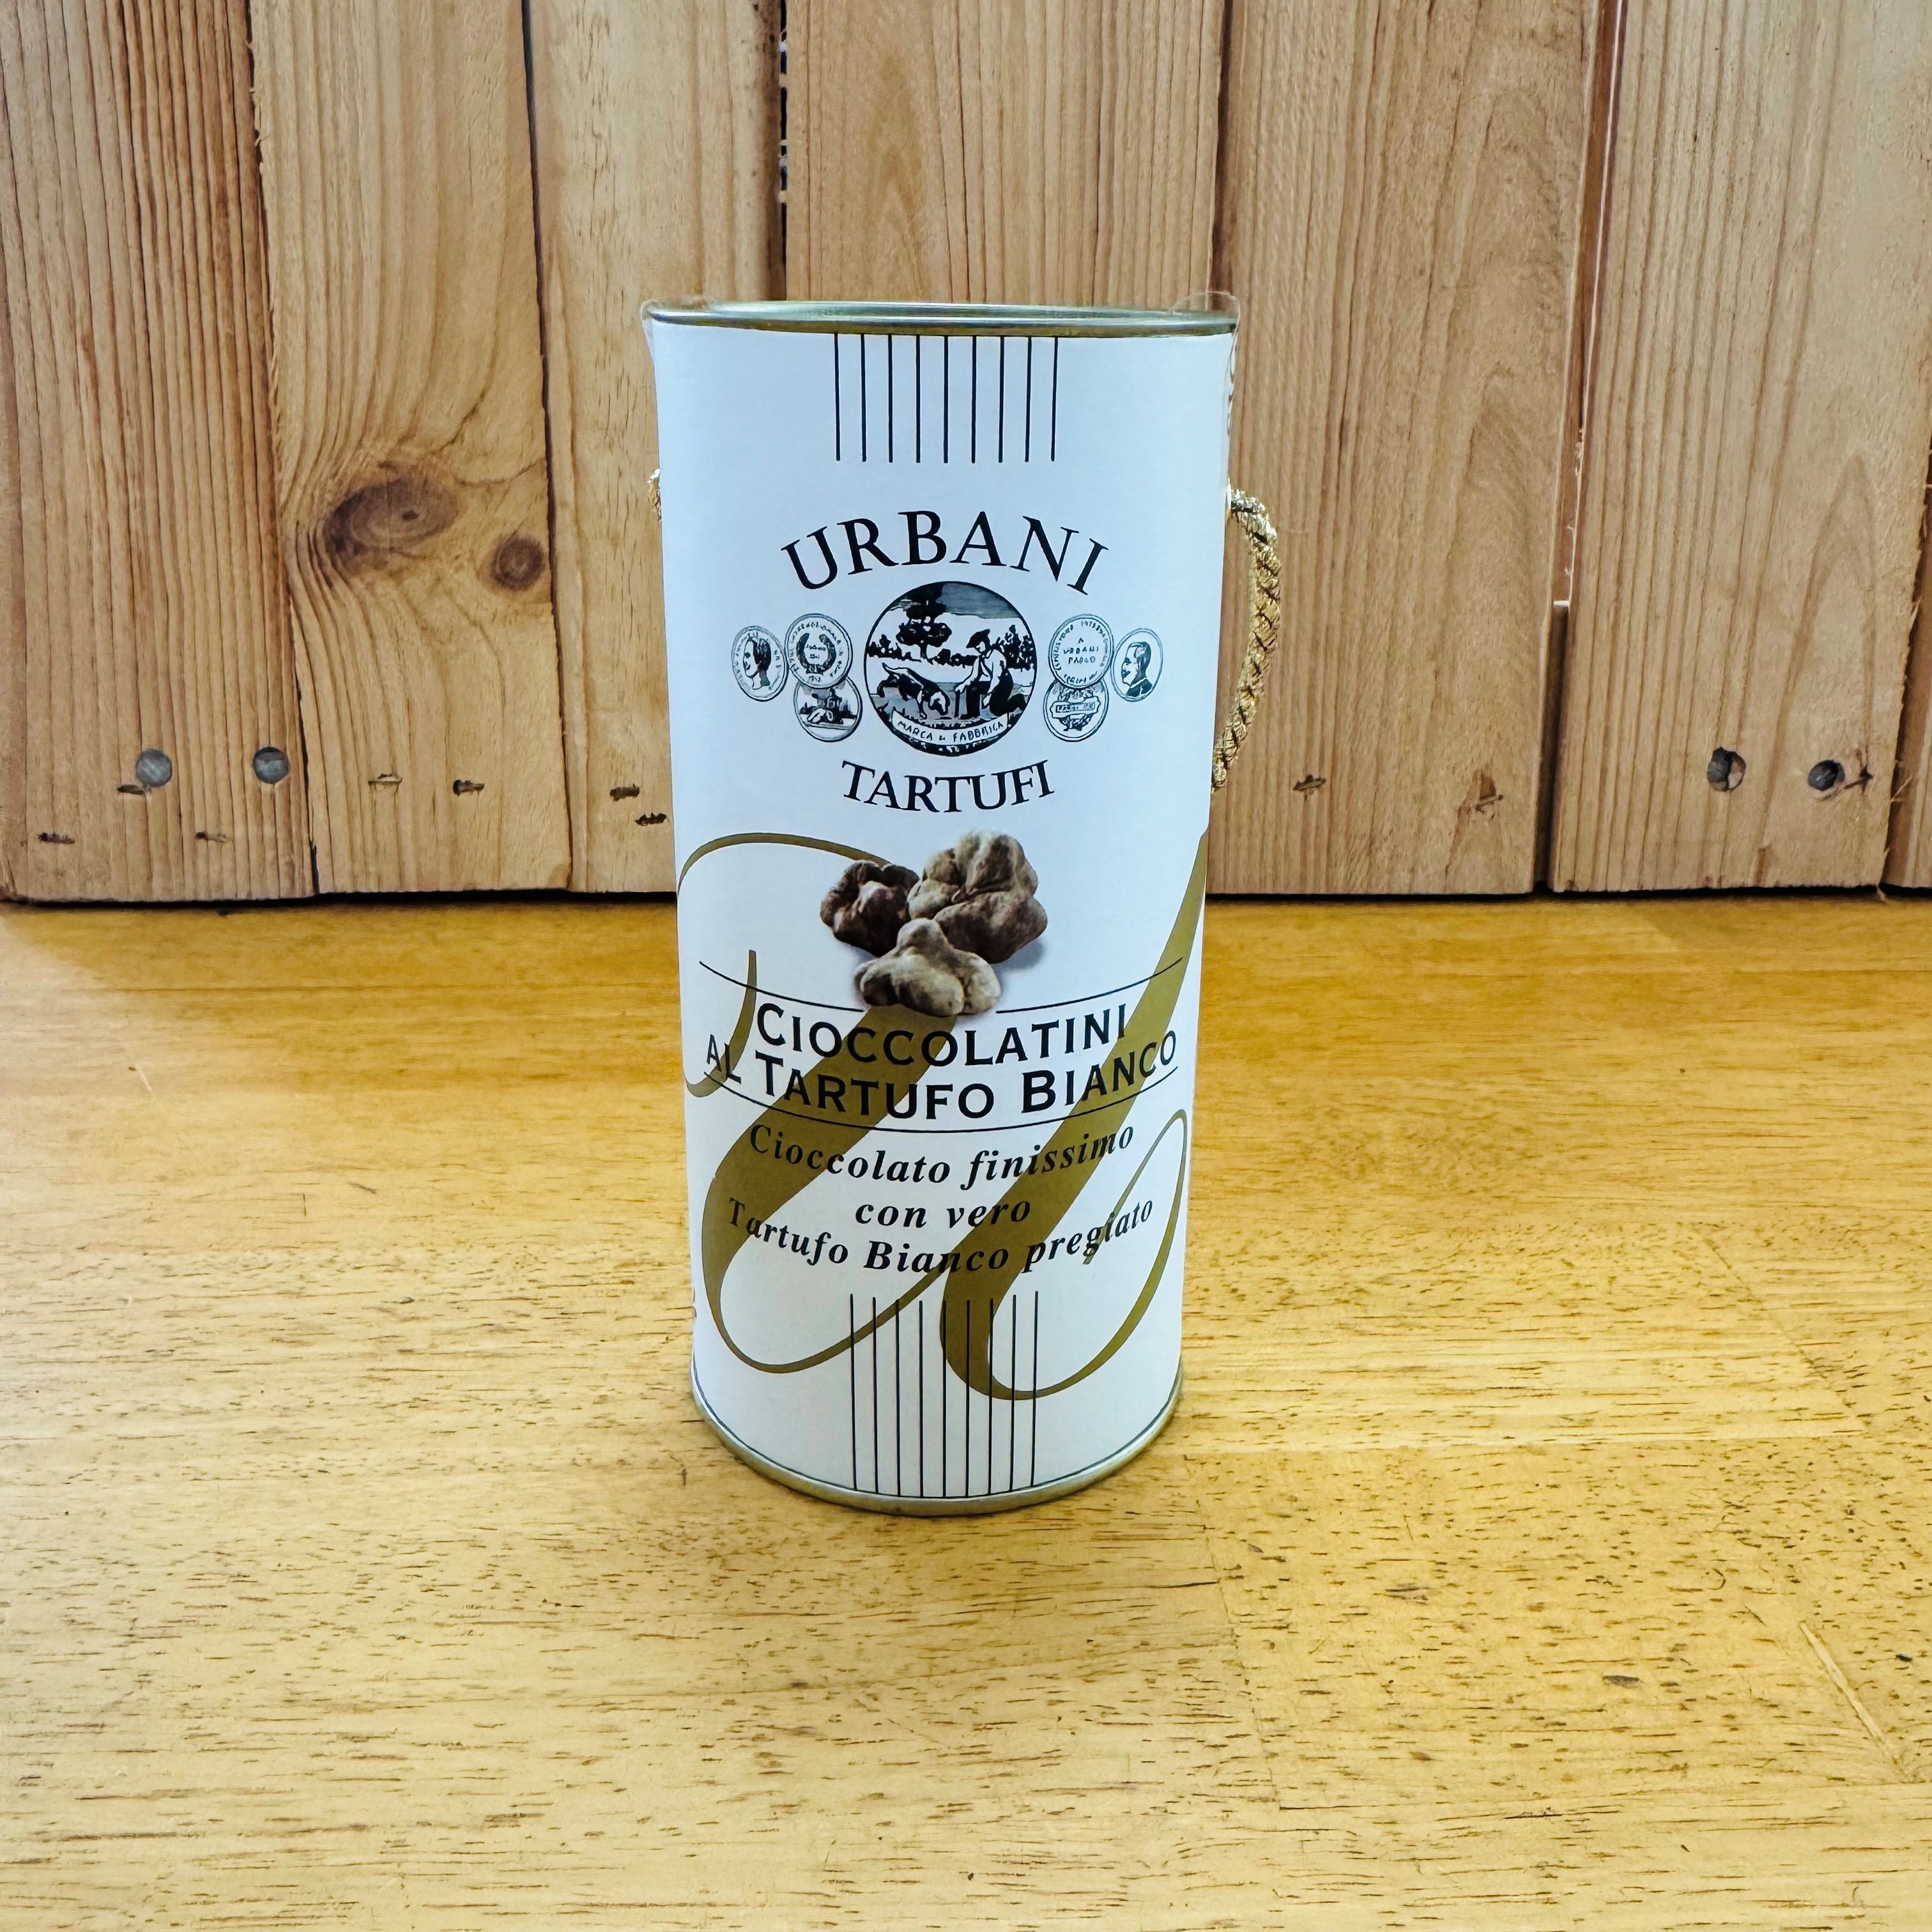 URBANI
MARCA di FABBRICA
TARTUFI
CIOCCOLATINI
AL TARTUFO BIANCO
Cioccolato finissimo
con vero
Tartufo Bianco pregiato